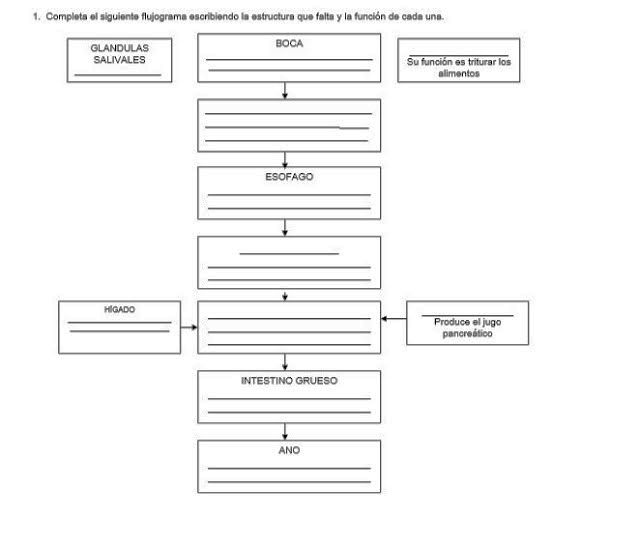 1. Completa el siguiente flujograma escribiendo la estructura que falta y la función de cada una.
GLANDULAS
SALIVALES
BOCA
Su función es triturar los
alimentos
ESOFAGO
HÍGADO
Produce el jugo
pancreático
INTESTINO GRUESO
ANO